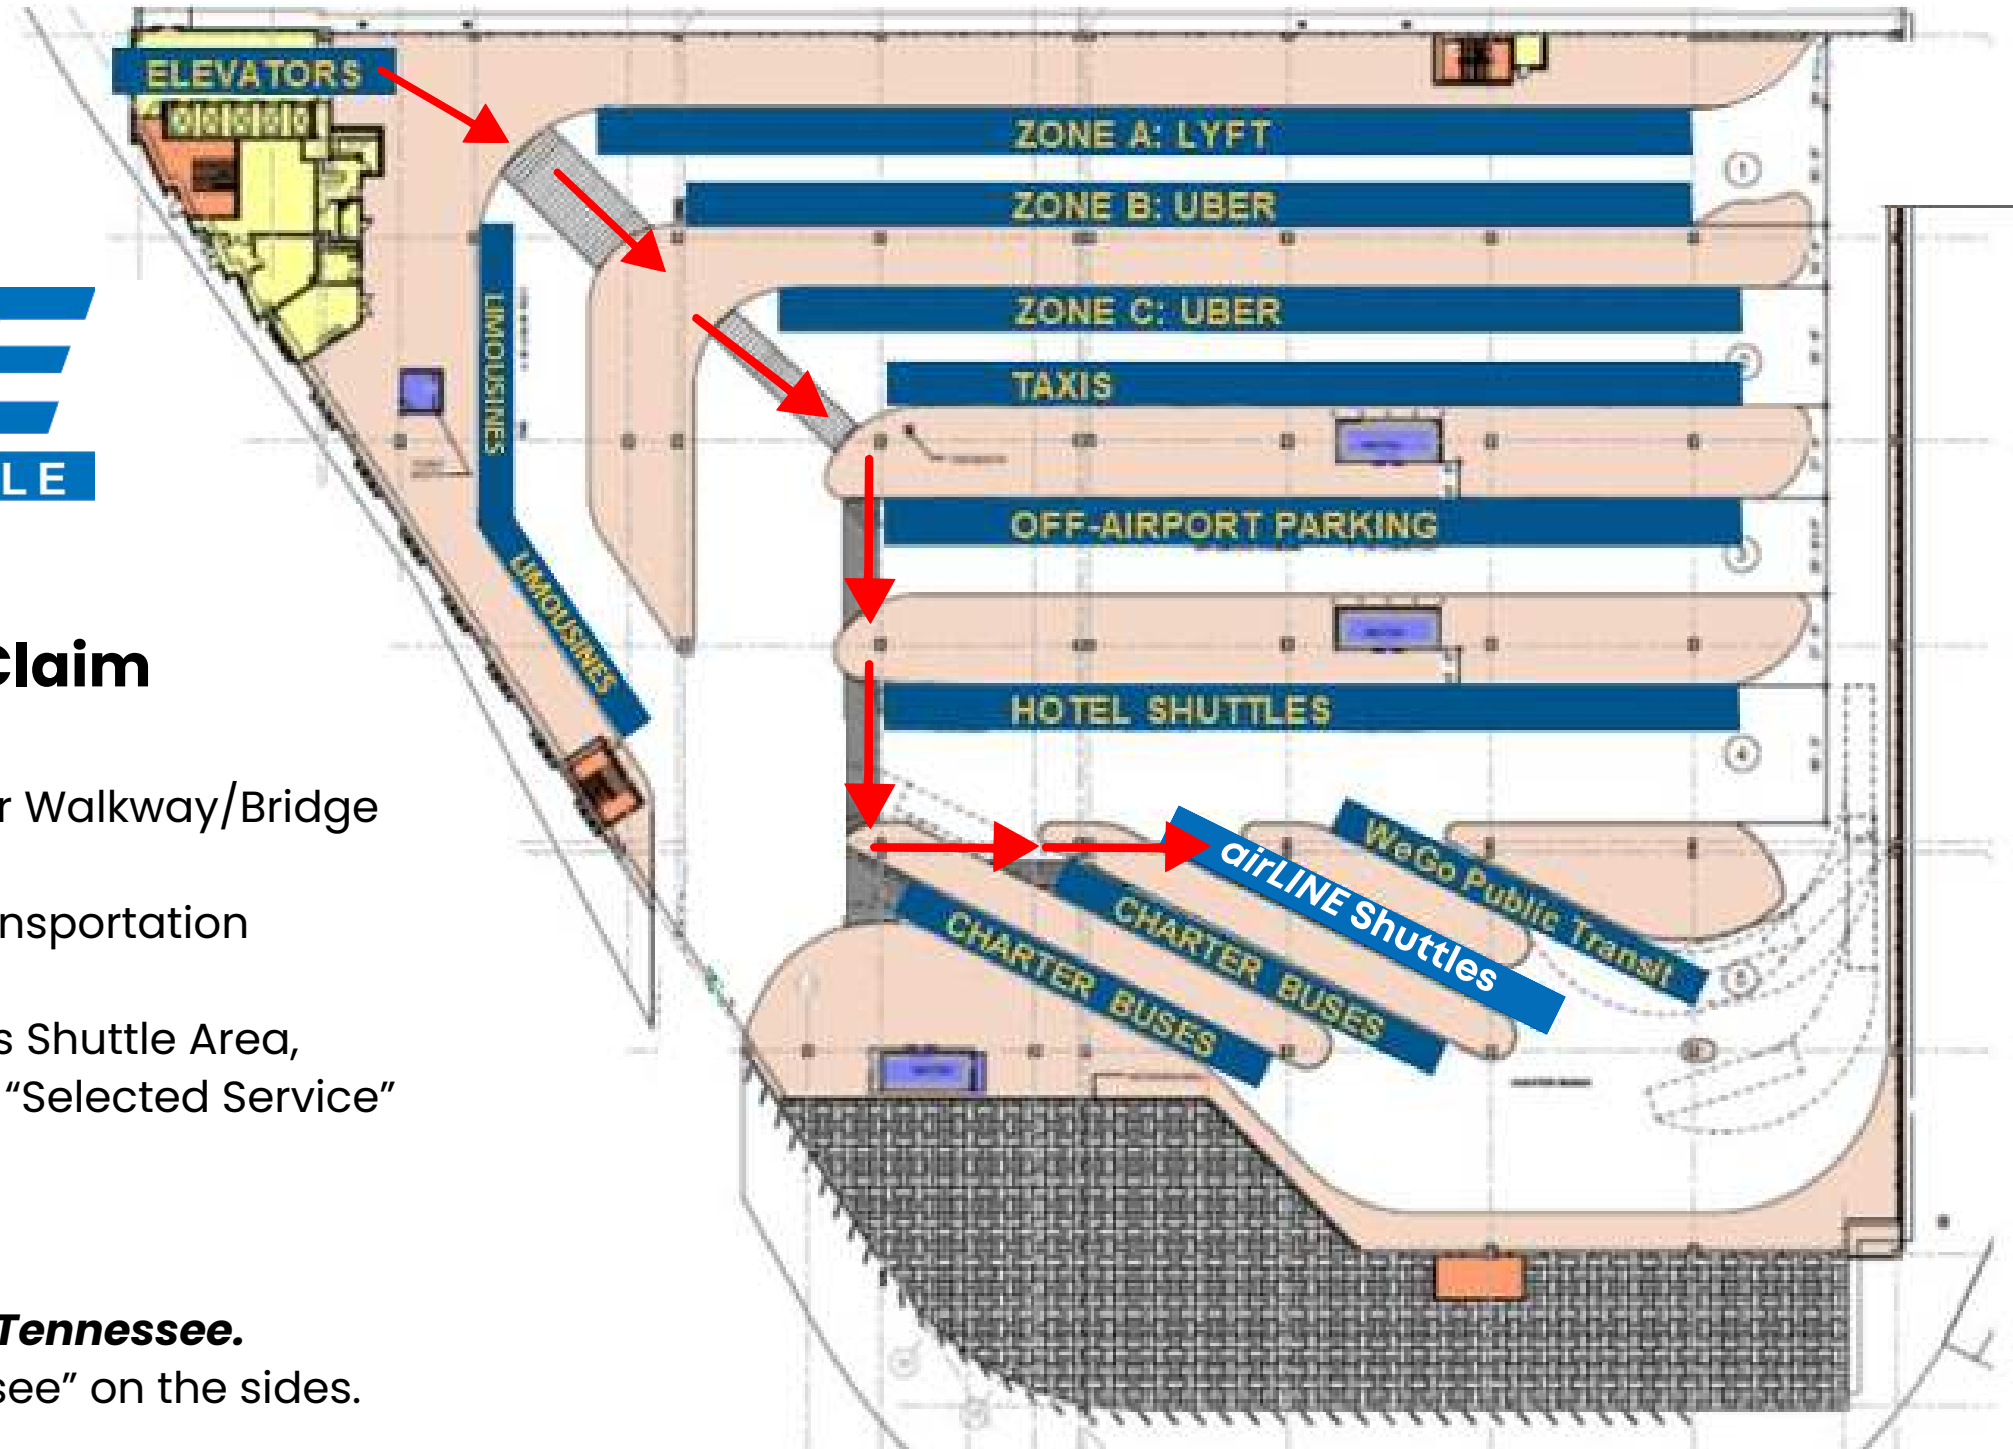 ELEVATORS
ZONE A: LYFT
1
ZONE B: UBER
ZONE C: UBER
LIMOUSINES
TAXIS
LE
OFF-AIRPORT PARKING
LIMOUSINES
Claim
HOTEL SHUTTLES
4
r Walkway/Bridge
WeGo Public Transit
airLINE Shuttles
CHARTER BUSES
CHARTER BUSES
nsportation
s Shuttle Area,
“Selected Service”
Tennessee.
see” on the sides.